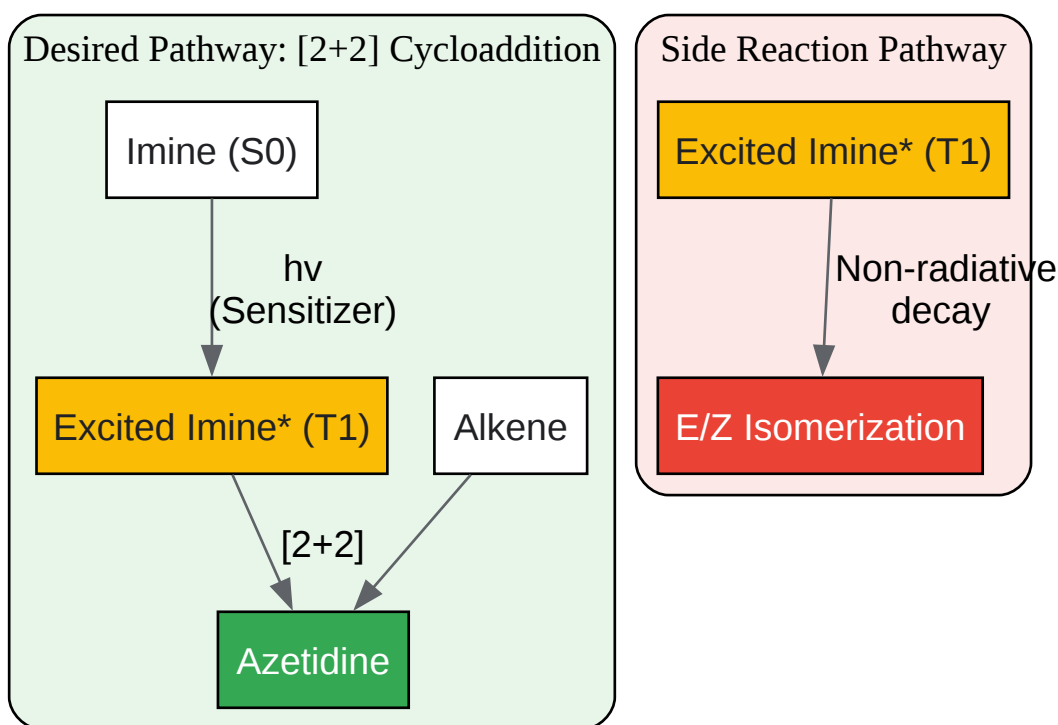 Desired Pathway: [2+2] Cycloaddition
Imine (S0)
hv
(Sensitizer)
Excited Imine* (T1)
Alkene
[2+2]
Azetidine
Side Reaction Pathway
Excited Imine* (T1)
Non-radiative
decay
E/Z Isomerization